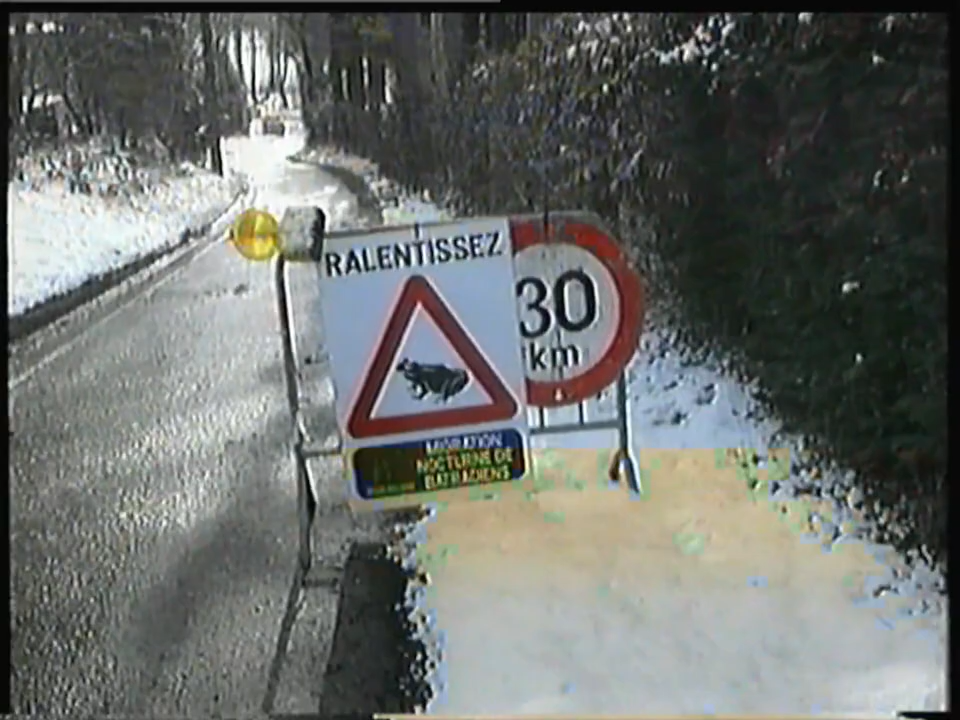 RALENTISSEZ
30
km
MIGRATION
NOCTURNE DE
BATRACIENS